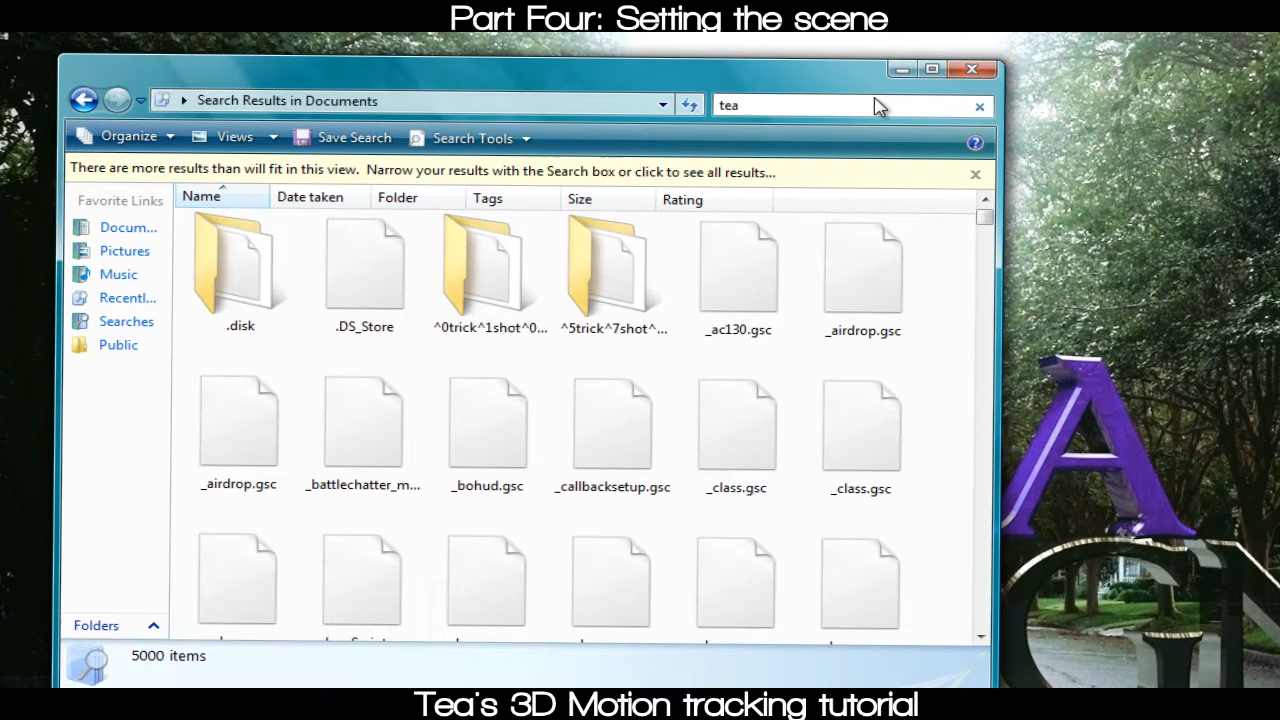 Part Four: Setting the scene
Search Results in Documents
tea
Organize Views Save Search Search Tools
There are more results than will fit in this view. Narrow your results with the Search box or click to see all results...
Favorite Links
Docum...
Pictures
Music
Recentl...
Searches
Public
Folders
Name Date taken Folder Tags Size Rating
.disk .DS_Store ^0trick^1shot^0... ^5trick^7shot^... _ac130.gsc _airdrop.gsc
_airdrop.gsc _battlechatter_m... _bohud.gsc _callbacksetup.gsc _class.gsc _class.gsc
5000 items
A
Tea's 3D Motion tracking tutorial